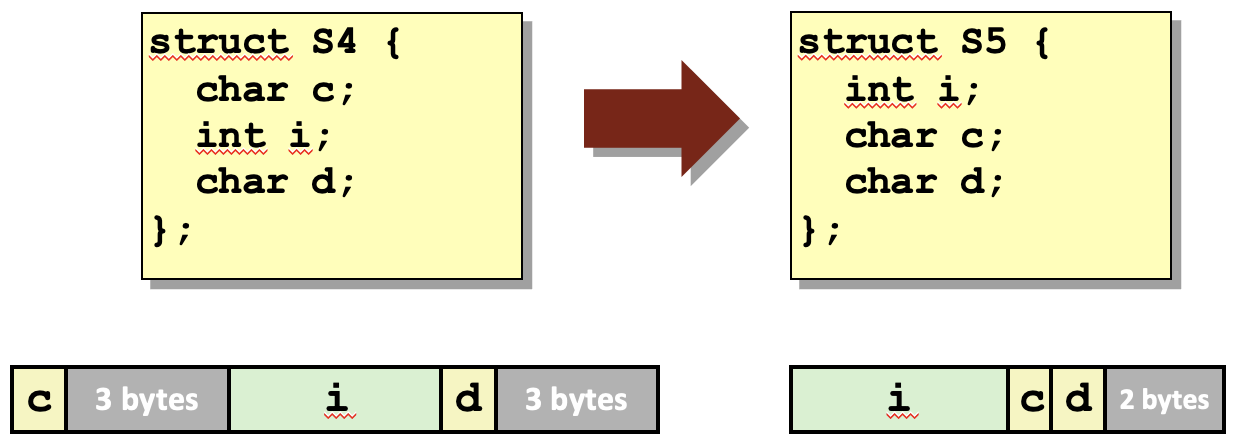 struct S4 {
char c;
int i;
char d;
};
struct S5 {
int i;
char c;
char d;
};
c 3 bytes i d 3 bytes
i c d 2 bytes